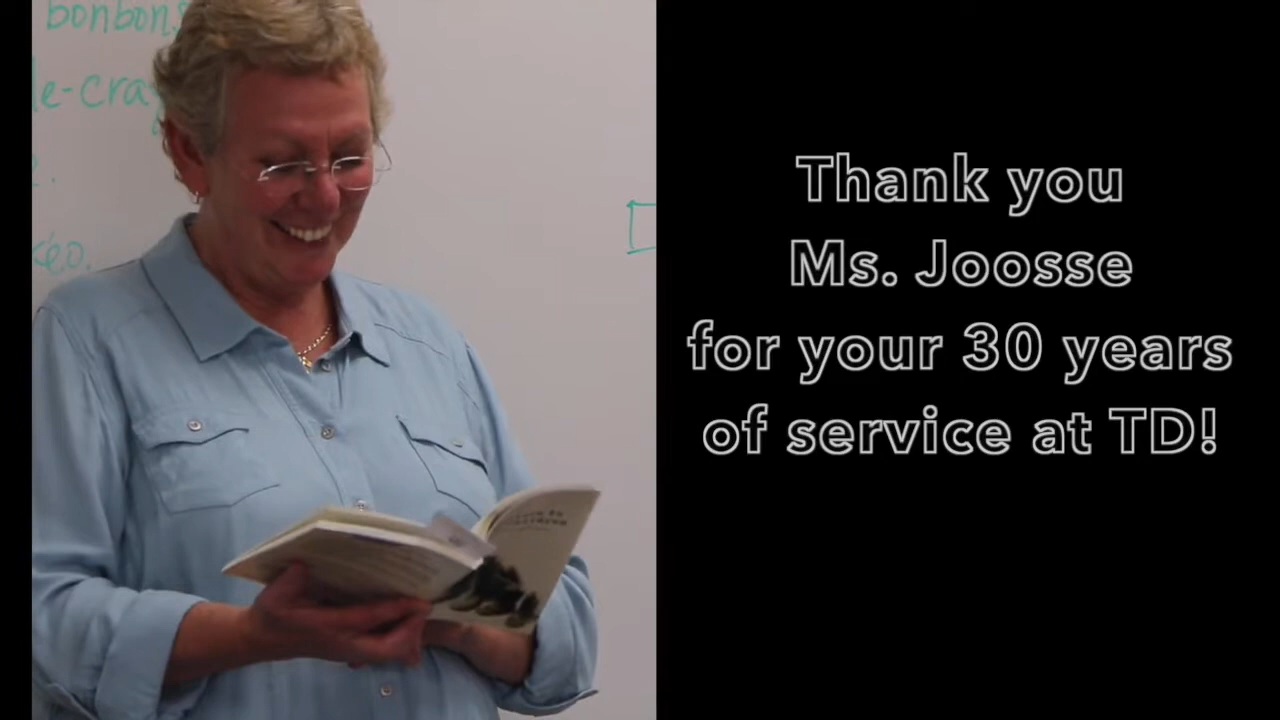 bonbons
Thank you
Ms. Joosse
for your 30 years
of service at TD!